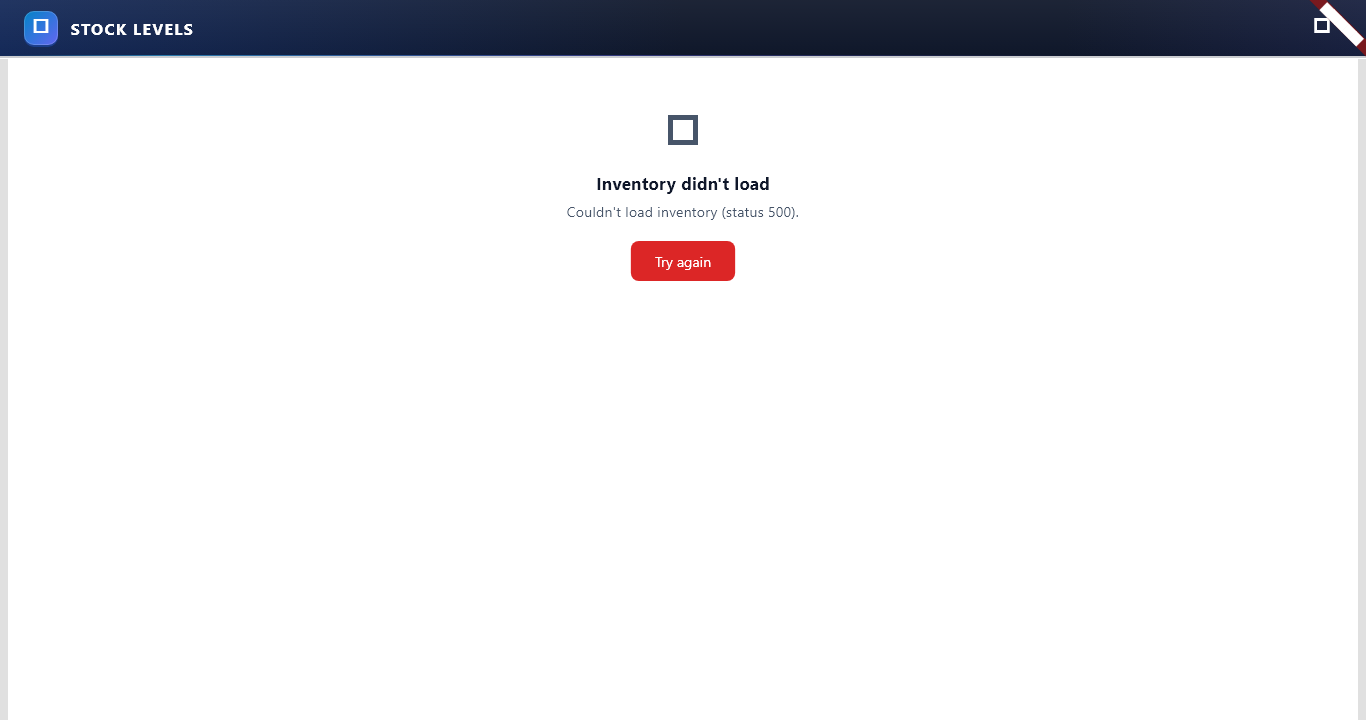 STOCK LEVELS
Inventory didn't load
Couldn't load inventory (status 500).
Try again